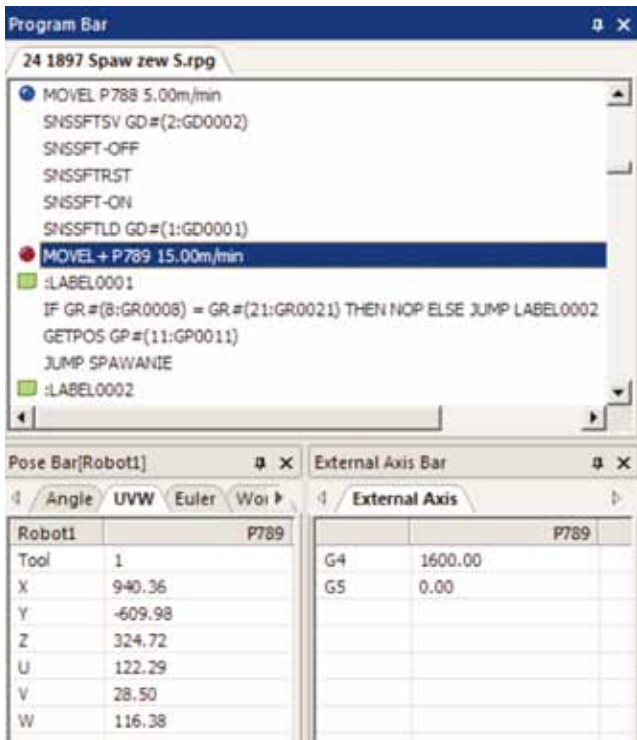 Program Bar
24 1897 Spaw zew S.rpg
MOVEL P788 5.00m/min
SNSSFTSV GD#(2:GD0002)
SNSSFT-OFF
SNSSFTRST
SNSSFT-ON
SNSSFTLD GD#(1:GD0001)
MOVEL+ P789 15.00m/min
:LABEL0001
IF GR#(8:GR0008) = GR#(21:GR0021) THEN NOP ELSE JUMP LABEL0002
GETPOS GP#(11:GP0011)
JUMP SPAWANIE
:LABEL0002
Pose Bar[Robot1]
Angle UVW Euler Wor
Robot1 P789
Tool 1
X 940.36
Y -609.98
Z 324.72
U 122.29
V 28.50
W 116.38
External Axis Bar
External Axis
P789
G4 1600.00
G5 0.00